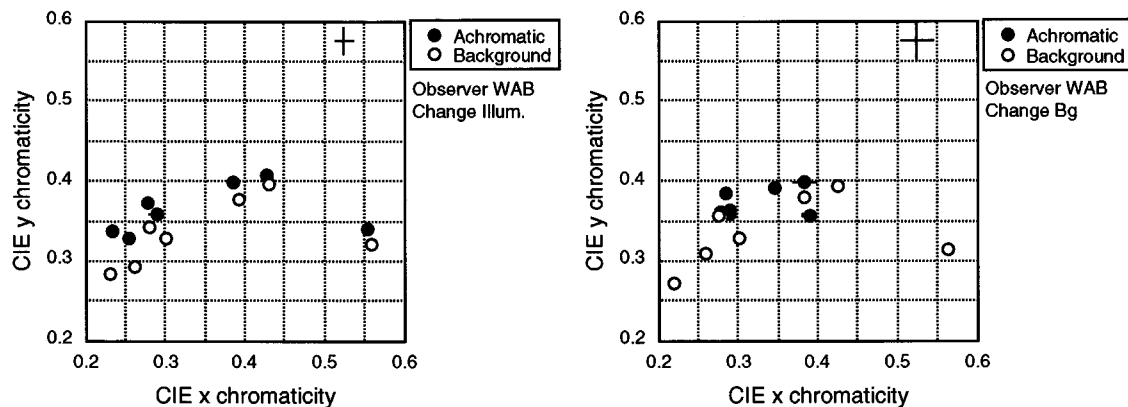 0.6
0.5
0.4
0.3
0.2
CIE y chromaticity
0.2 0.3 0.4 0.5 0.6
CIE x chromaticity
Achromatic
Background
Observer WAB
Change Illum.
0.6
0.5
0.4
0.3
0.2
CIE y chromaticity
0.2 0.3 0.4 0.5 0.6
CIE x chromaticity
Achromatic
Background
Observer WAB
Change Bg